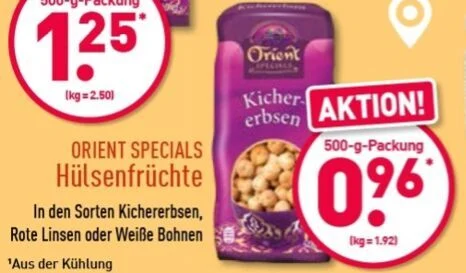 500-g-Packung
1.25*
(kg = 2.50)
Kichererbsen
Orient
SPECIALS
Kicher-
erbsen
AKTION!
500-g-Packung
0.96*
(kg = 1.92)
ORIENT SPECIALS
Hülsenfrüchte
In den Sorten Kichererbsen,
Rote Linsen oder Weiße Bohnen
¹Aus der Kühlung